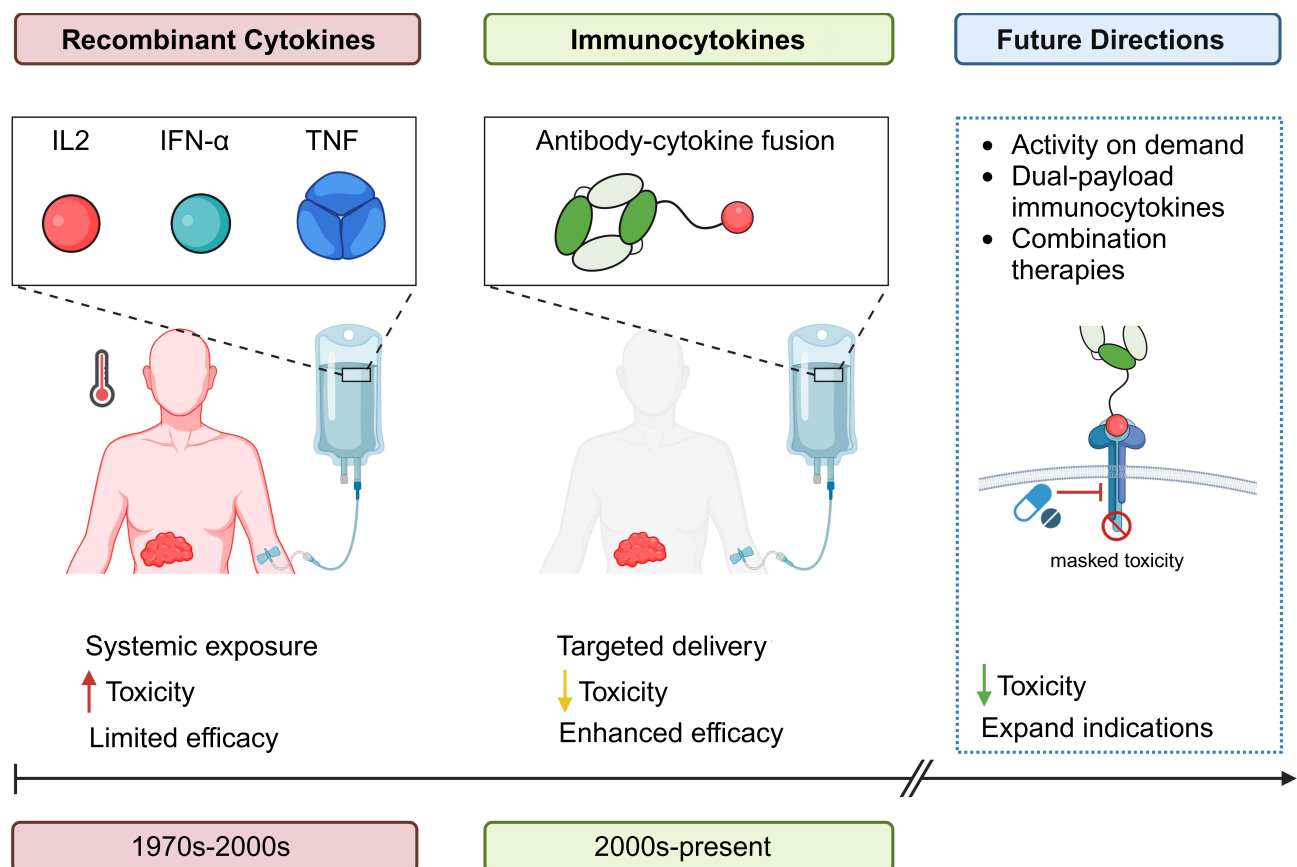 Recombinant Cytokines
Immunocytokines
Future Directions
IL2
IFN-α
TNF
Antibody-cytokine fusion
• Activity on demand
• Dual-payload
immunocytokines
• Combination
therapies
masked toxicity
Systemic exposure
Toxicity
Limited efficacy
Targeted delivery
Toxicity
Enhanced efficacy
Toxicity
Expand indications
1970s-2000s
2000s-present